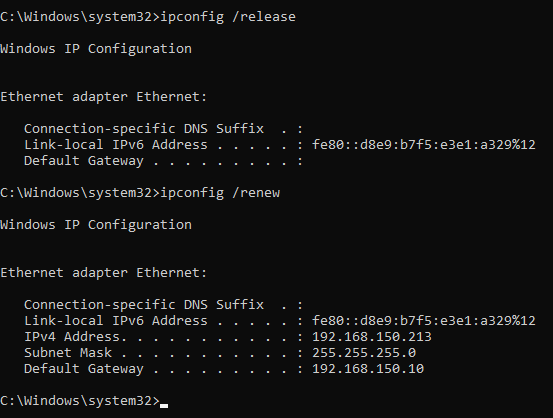 C:\Windows\system32>ipconfig /release
Windows IP Configuration
Ethernet adapter Ethernet:
Connection-specific DNS Suffix  . :
Link-local IPv6 Address . . . . . : fe80::d8e9:b7f5:e3e1:a329%12
Default Gateway . . . . . . . . . :
C:\Windows\system32>ipconfig /renew
Windows IP Configuration
Ethernet adapter Ethernet:
Connection-specific DNS Suffix  . :
Link-local IPv6 Address . . . . . : fe80::d8e9:b7f5:e3e1:a329%12
IPv4 Address. . . . . . . . . . . : 192.168.150.213
Subnet Mask . . . . . . . . . . . : 255.255.255.0
Default Gateway . . . . . . . . . : 192.168.150.10
C:\Windows\system32>